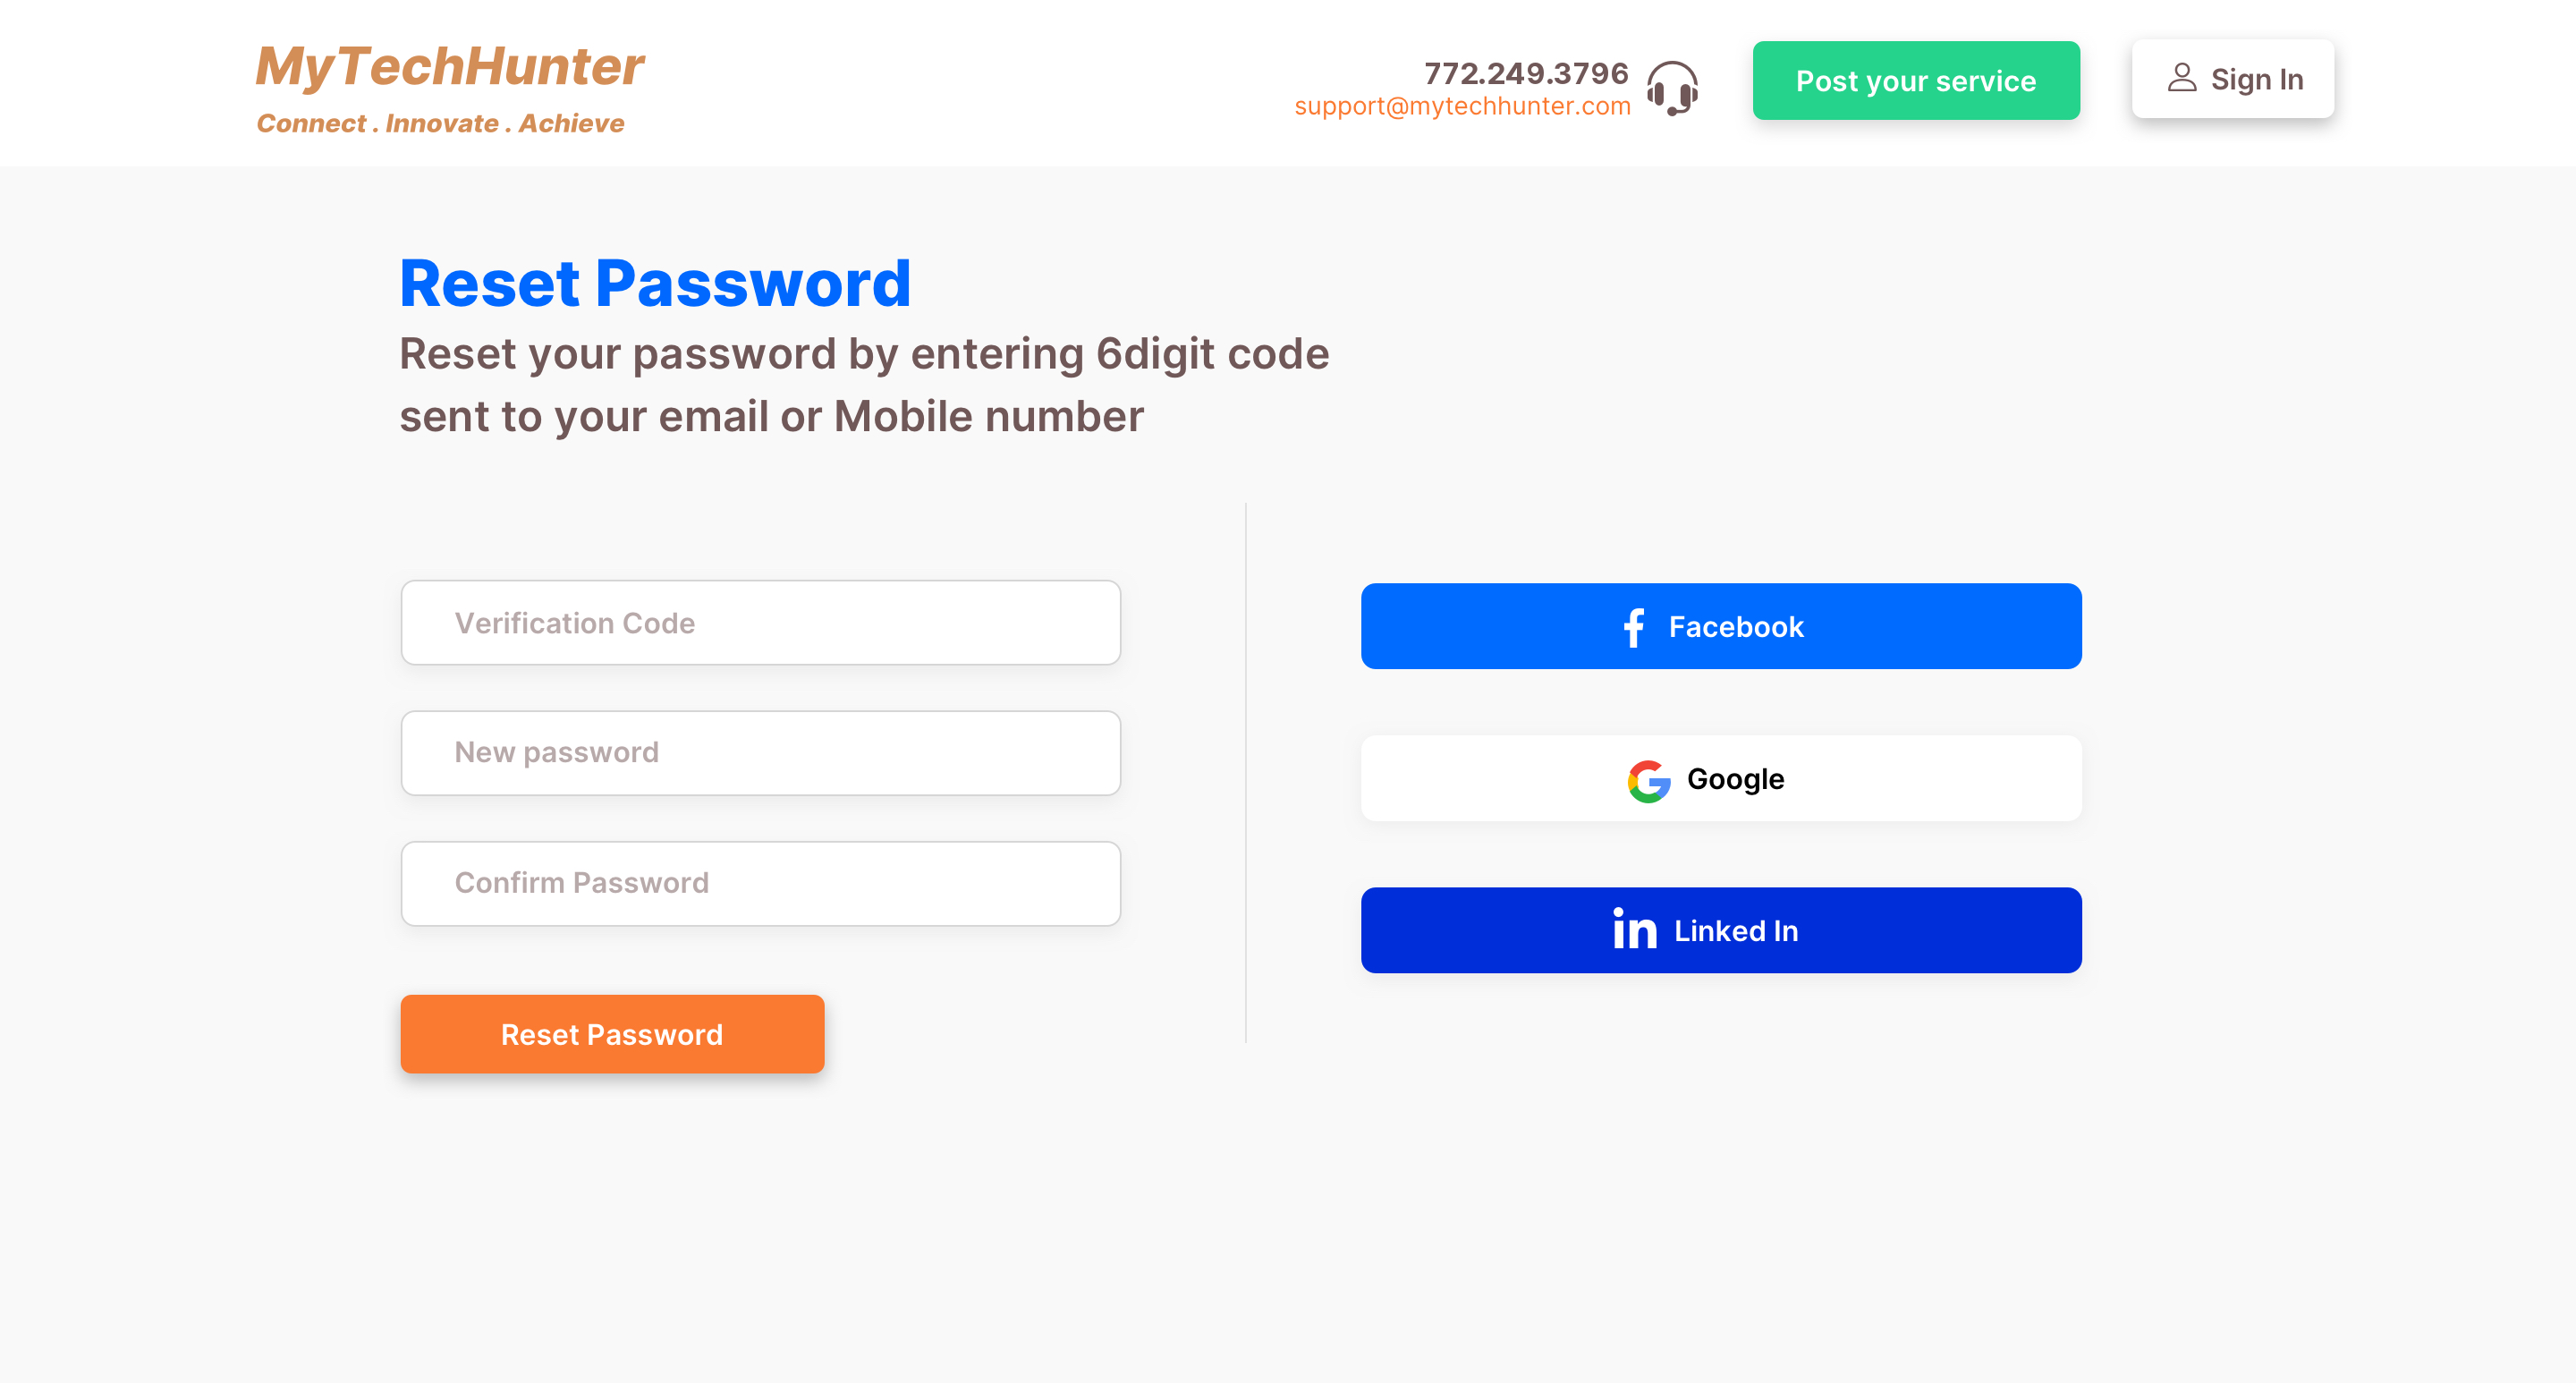 MyTechHunter
Connect . Innovate . Achieve
772.249.3796
support@mytechhunter.com
Post your service
Sign In
Reset Password
Reset your password by entering 6digit code
sent to your email or Mobile number
Verification Code
New password
Confirm Password
Reset Password
Facebook
Google
in Linked In